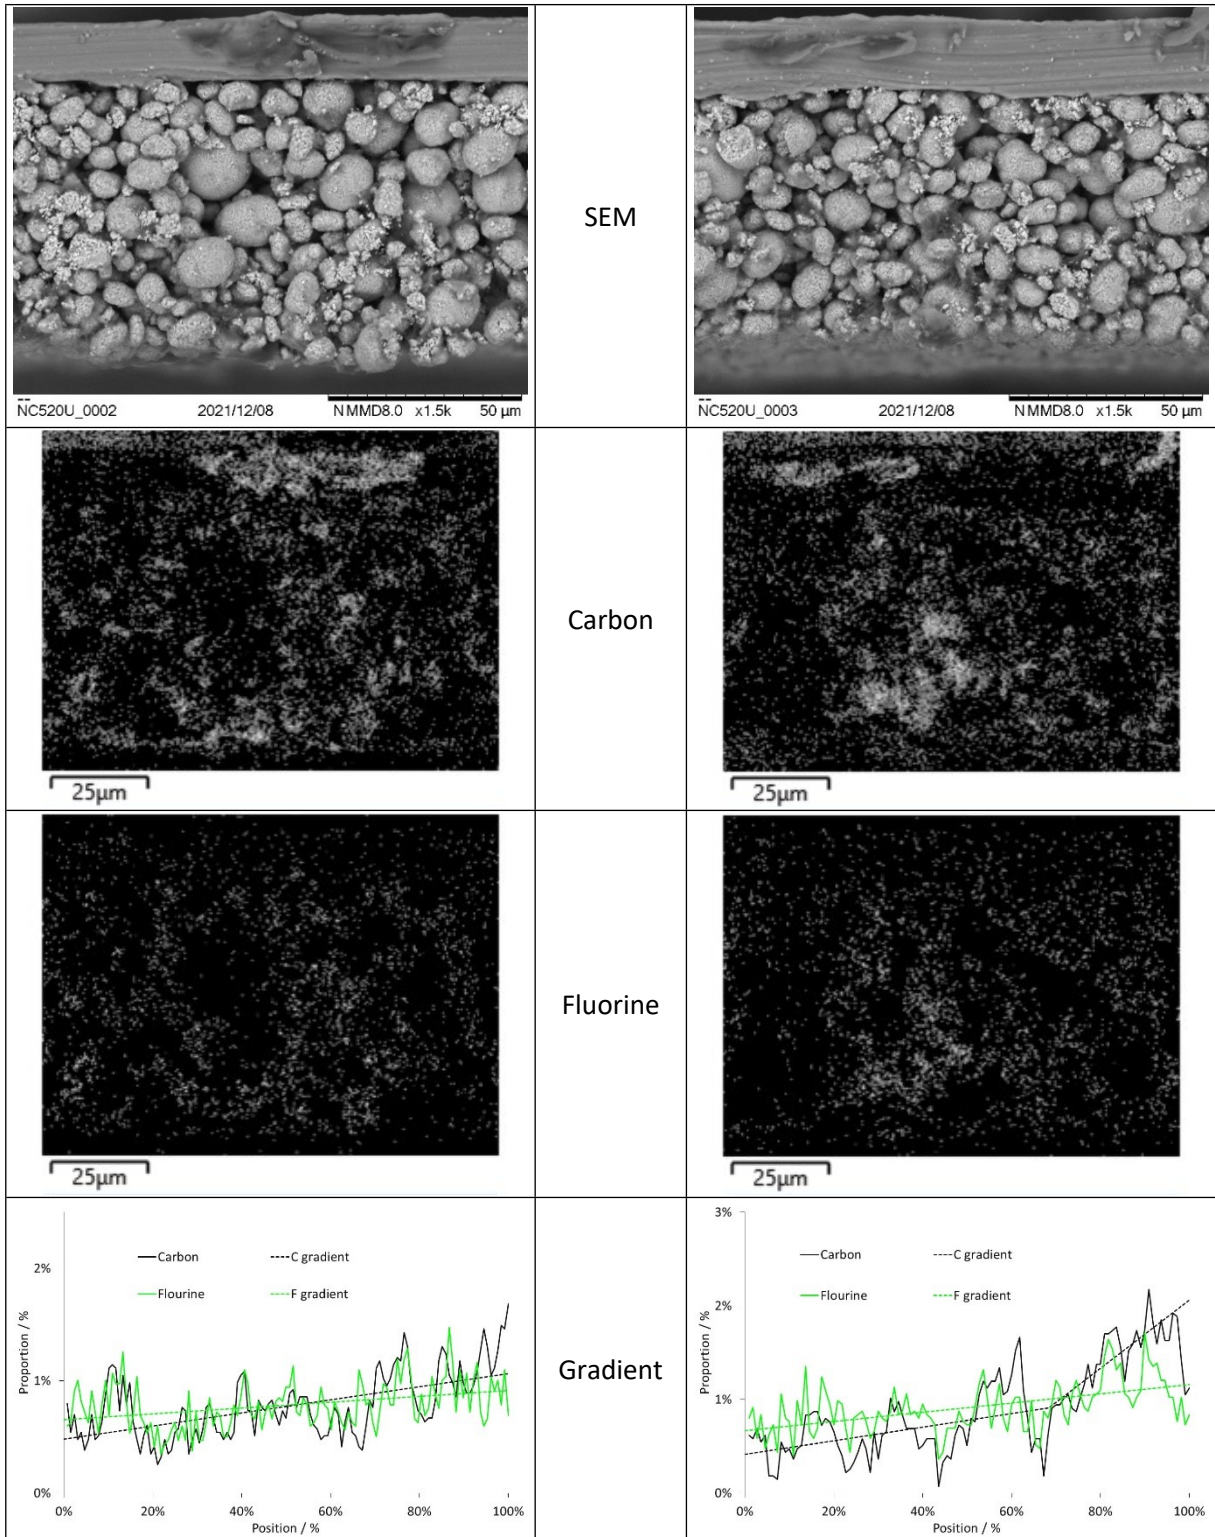 SEM
NC520U_0002 2021/12/08 NMMD8.0 x1.5k 50 µm
NC520U_0003 2021/12/08 NMMD8.0 x1.5k 50 µm
Carbon
25µm
25µm
Fluorine
25µm
25µm
Gradient
2%
1%
0%
Proportion / %
Carbon
C gradient
Flourine
F gradient
0% 20% 40% 60% 80% 100%
Position / %
3%
2%
1%
0%
Proportion / %
Carbon
C gradient
Flourine
F gradient
0% 20% 40% 60% 80% 100%
Position / %